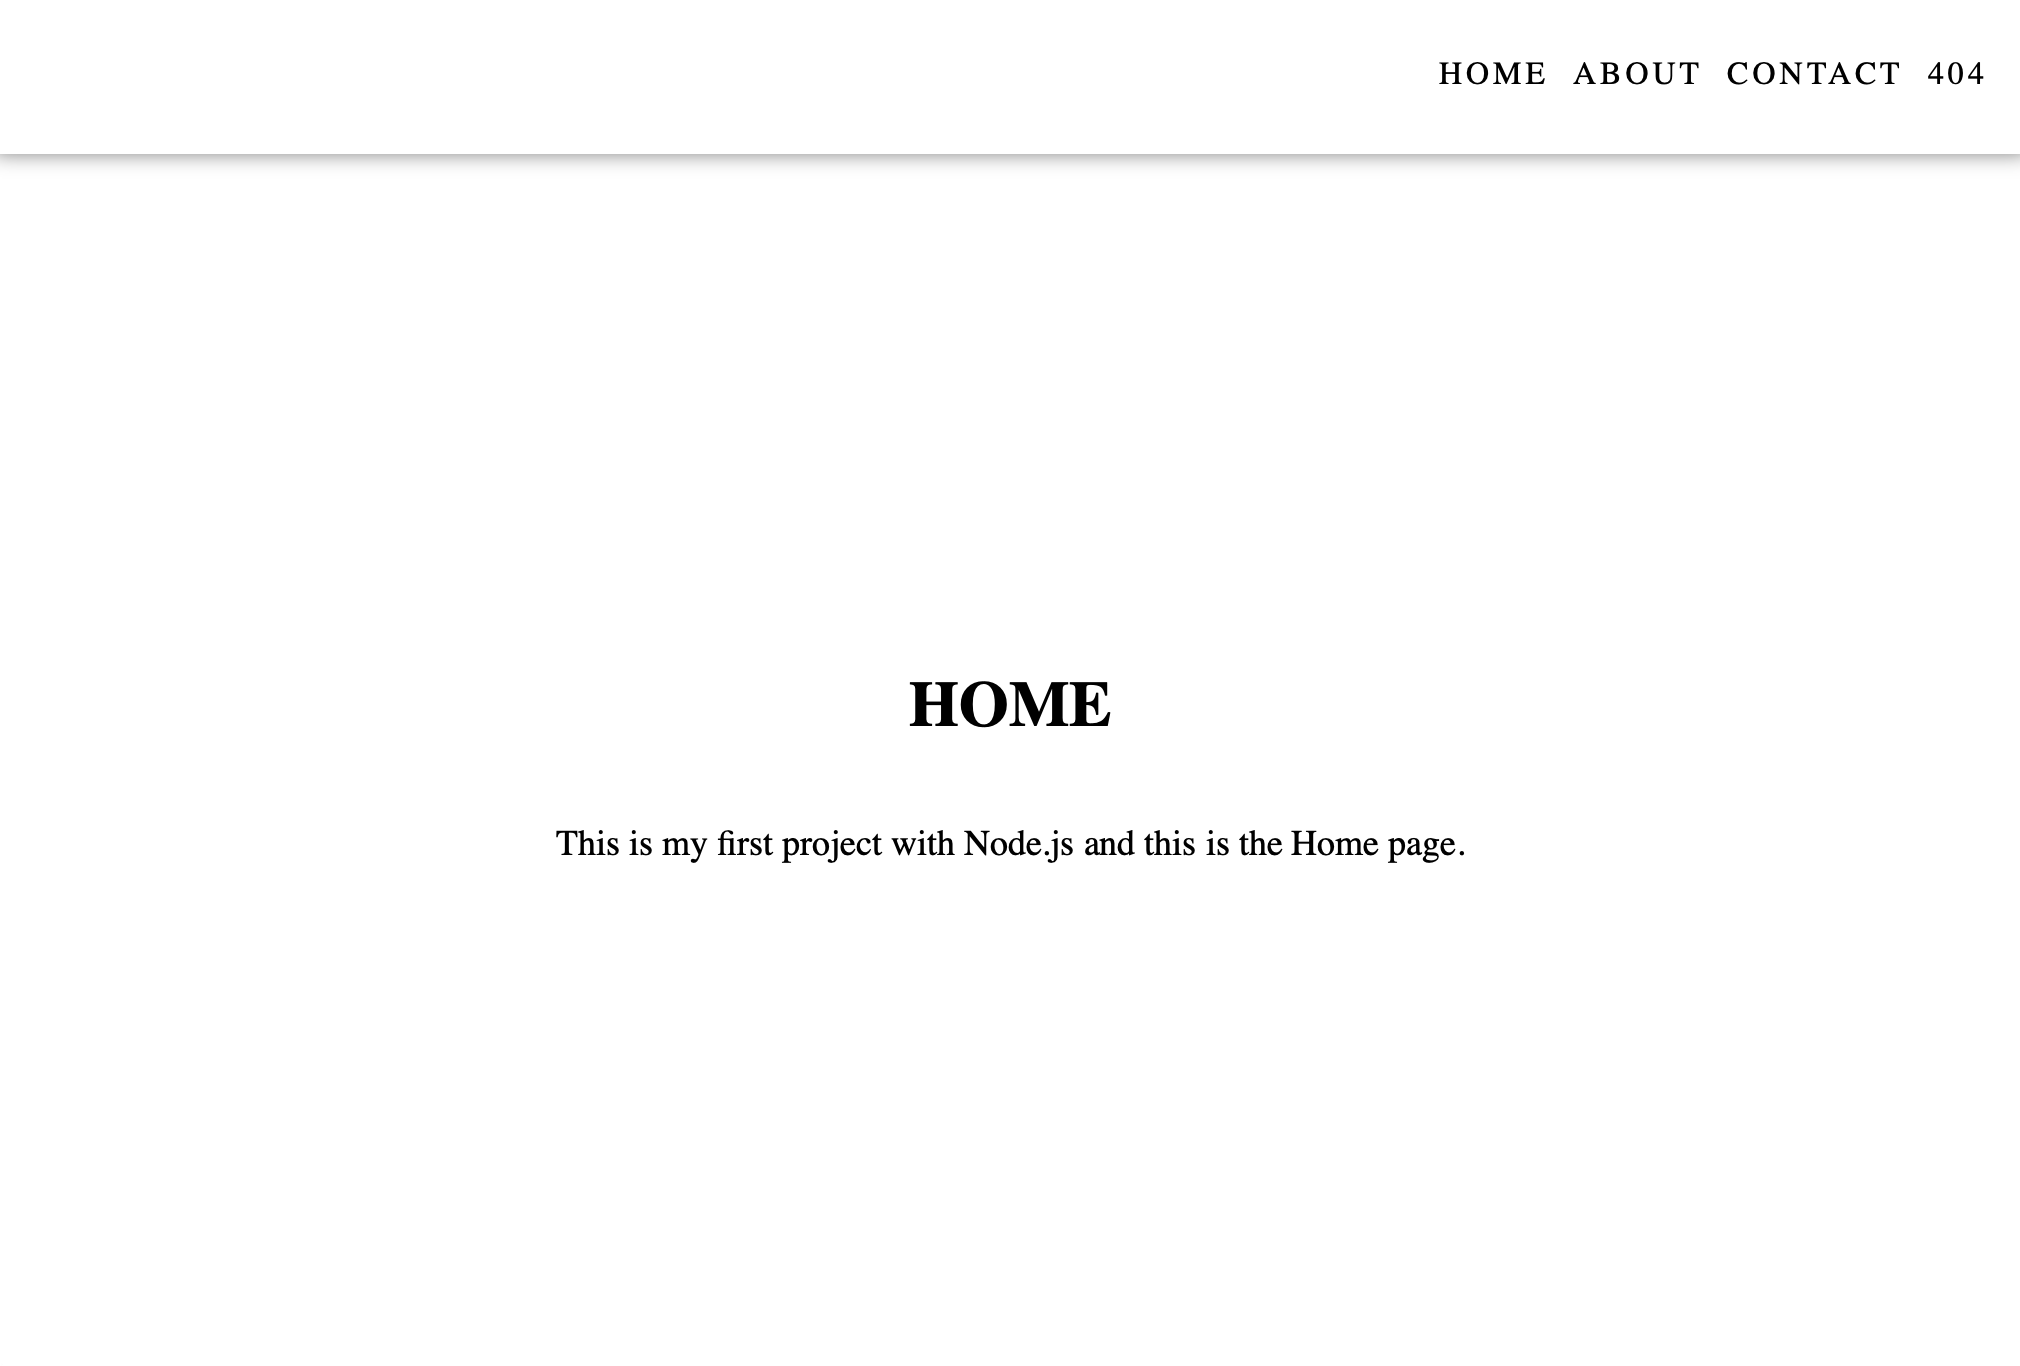 HOME ABOUT CONTACT 404
HOME
This is my first project with Node.js and this is the Home page.